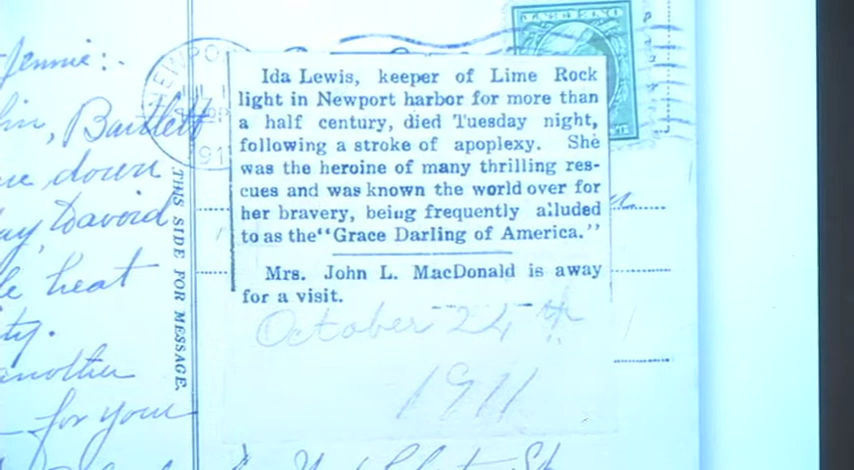 Jennie:
Bartlett
down
heat
another
for your
THIS SIDE FOR MESSAGE.
Ida Lewis, keeper of Lime Rock
light in Newport harbor for more than
a half century, died Tuesday night,
following a stroke of apoplexy. She
was the heroine of many thrilling res-
cues and was known the world over for
her bravery, being frequently alluded
to as the "Grace Darling of America."
Mrs. John L. MacDonald is away
for a visit.
October 24th
1911